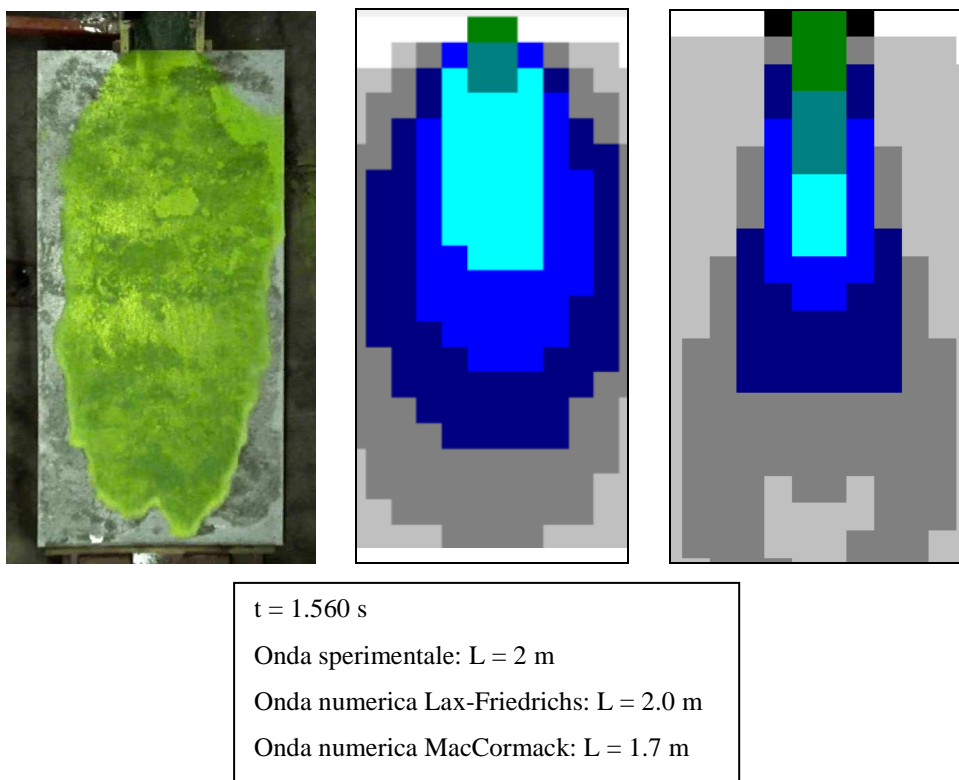 t = 1.560 s
Onda sperimentale: L = 2 m
Onda numerica Lax-Friedrichs: L = 2.0 m
Onda numerica MacCormack: L = 1.7 m